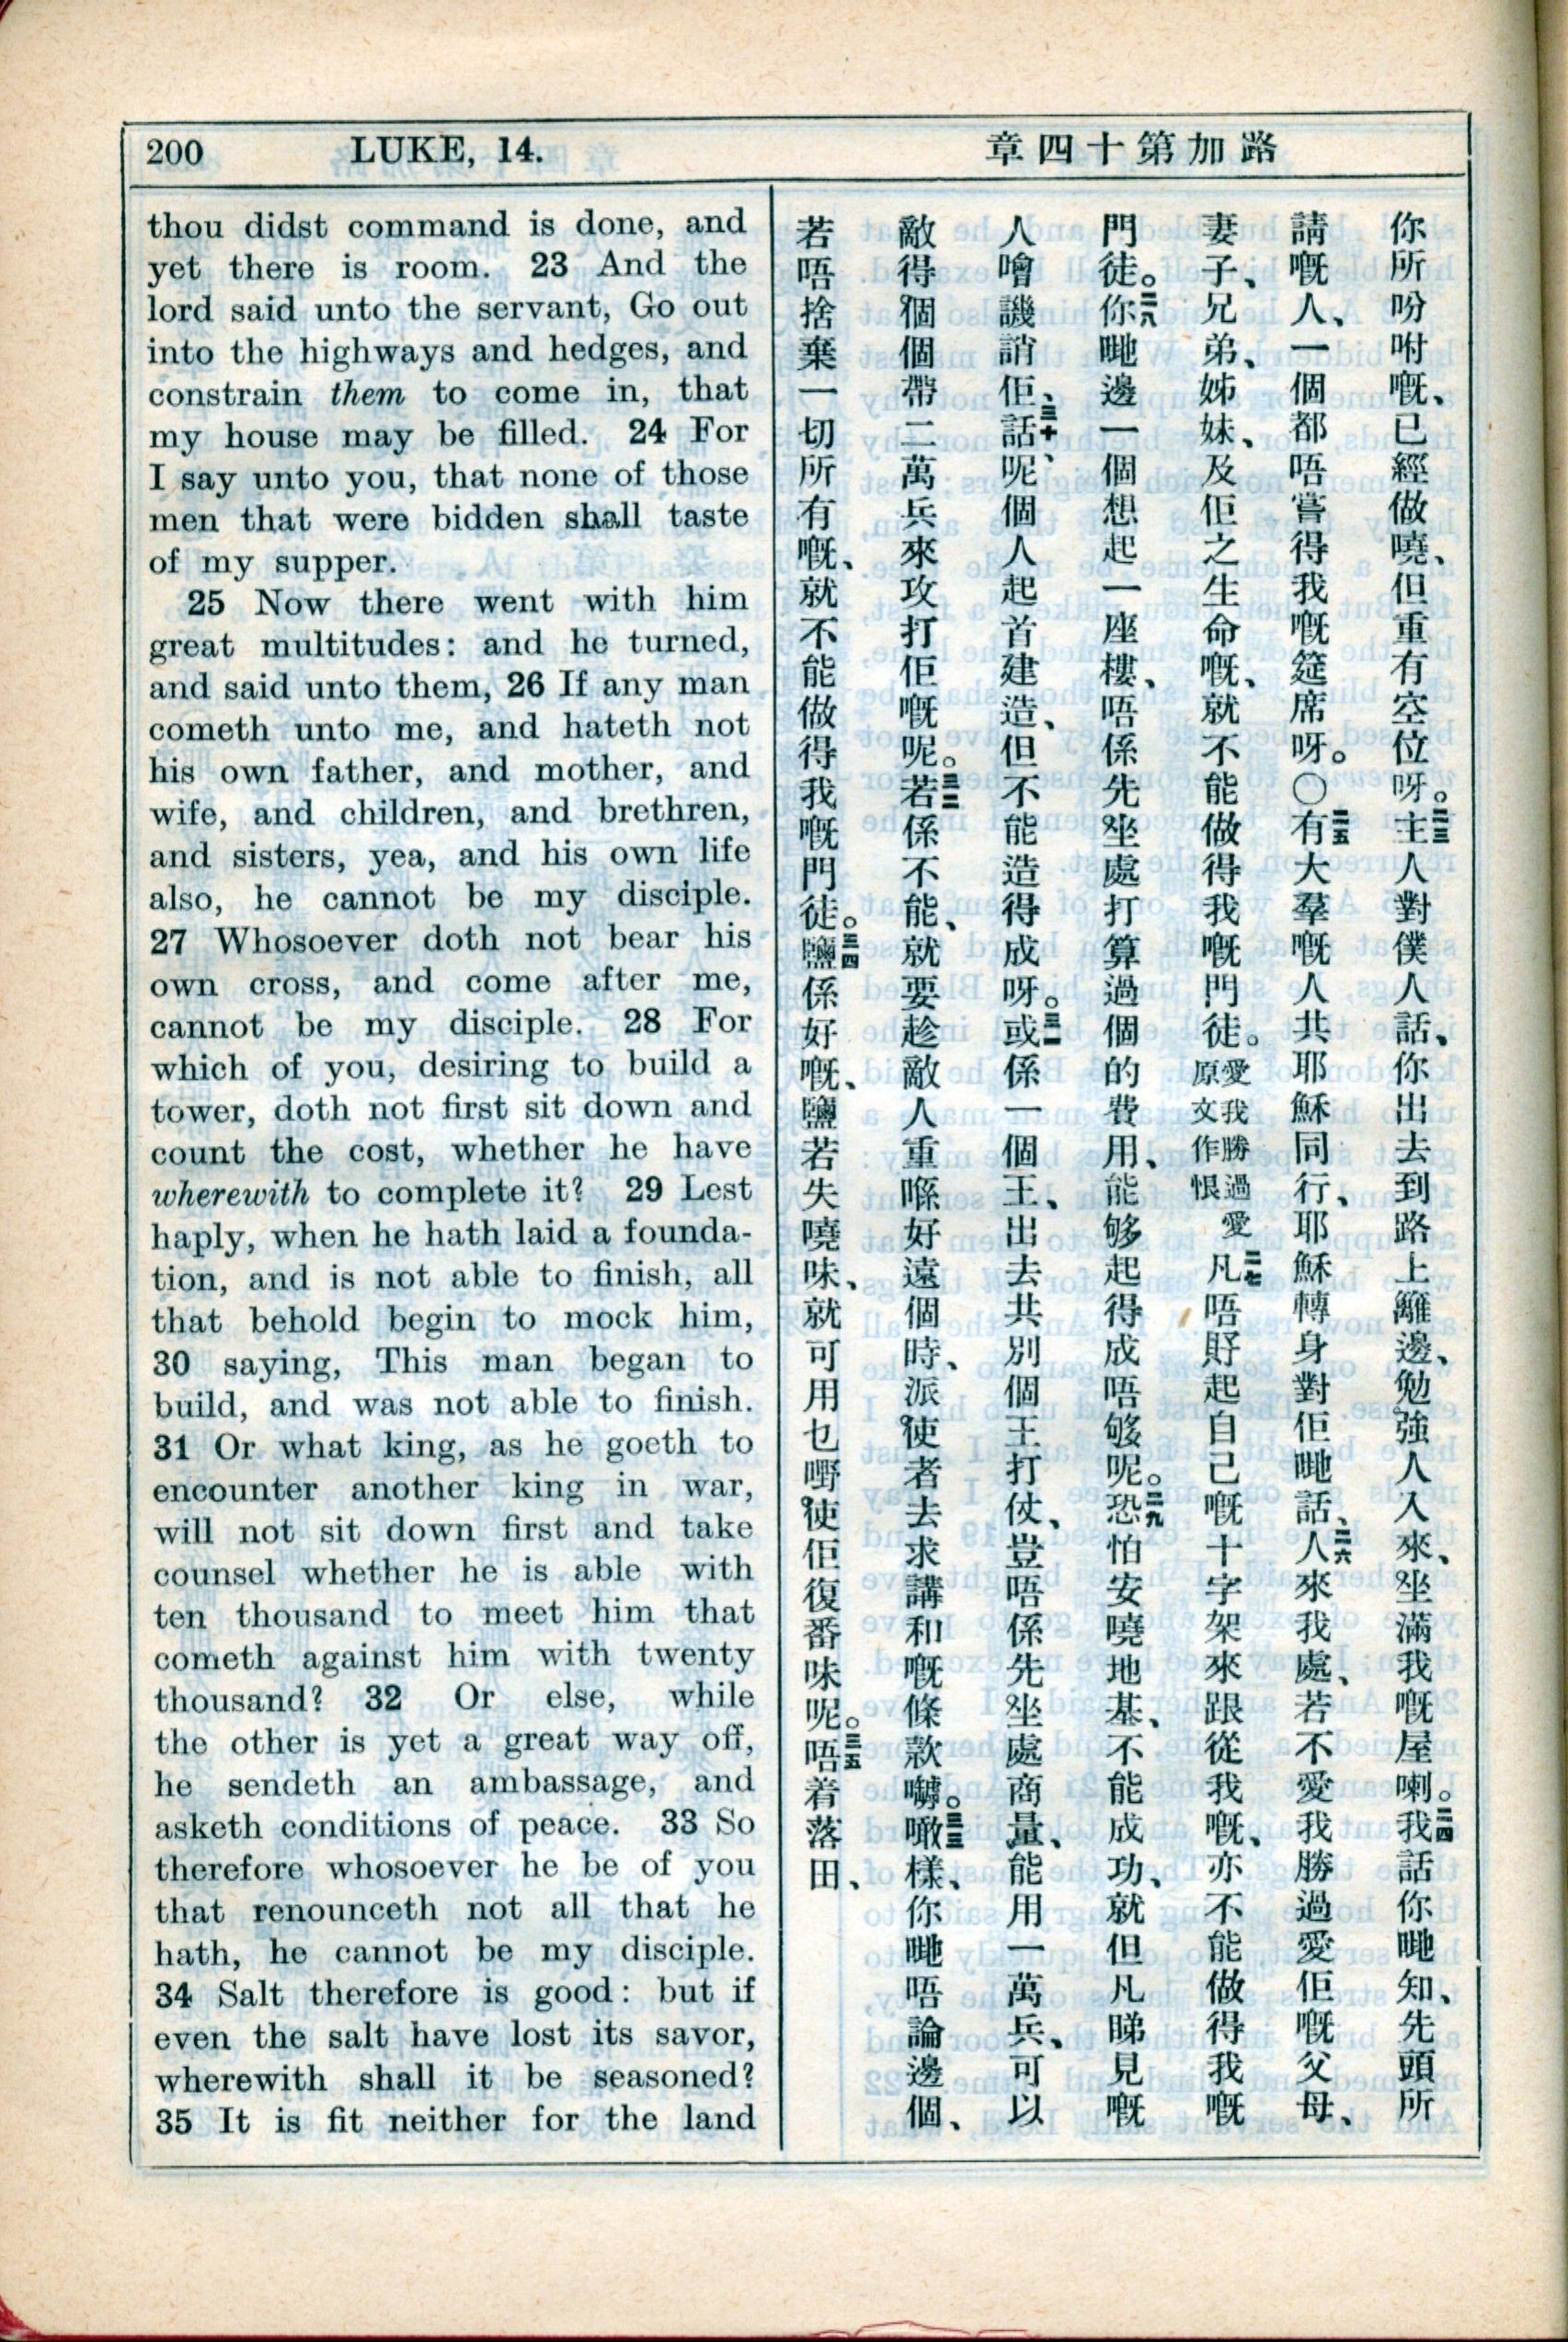 200 LUKE, 14.
章四十第加路
thou didst command is done, and
yet there is room. 23 And the
lord said unto the servant, Go out
into the highways and hedges, and
constrain them to come in, that
my house may be filled. 24 For
I say unto you, that none of those
men that were bidden shall taste
of my supper.
25 Now there went with him
great multitudes: and he turned,
and said unto them, 26 If any man
cometh unto me, and hateth not
his own father, and mother, and
wife, and children, and brethren,
and sisters, yea, and his own life
also, he cannot be my disciple.
27 Whosoever doth not bear his
own cross, and come after me,
cannot be my disciple. 28 For
which of you, desiring to build a
tower, doth not first sit down and
count the cost, whether he have
wherewith to complete it? 29 Lest
haply, when he hath laid a founda-
tion, and is not able to finish, all
that behold begin to mock him,
30 saying, This man began to
build, and was not able to finish.
31 Or what king, as he goeth to
encounter another king in war,
will not sit down first and take
counsel whether he is able with
ten thousand to meet him that
cometh against him with twenty
thousand? 32 Or else, while
the other is yet a great way off,
he sendeth an ambassage, and
asketh conditions of peace. 33 So
therefore whosoever he be of you
that renounceth not all that he
hath, he cannot be my disciple.
34 Salt therefore is good: but if
even the salt have lost its savor,
wherewith shall it be seasoned?
35 It is fit neither for the land
你所吩咐嘅、已經做嘵、但重有空位呀。二三主人對僕人話、你出去到路上籬邊、勉強人入來、坐滿我嘅屋喇。二四我話你哋知、先頭所
請嘅人、一個都唔嘗得我嘅筵席呀。〇二五有大羣嘅人共耶穌同行、耶穌轉身對佢哋話、二六人來我處、若不愛我勝過愛佢嘅父母、
妻子、兄弟、姊妹、及佢之生命嘅、就不能做得我嘅門徒。愛我勝過愛原文作恨二七凡唔孖起自己嘅十字架來跟從我嘅、亦不能做得我嘅
門徒。二八你哋邊一個想起一座樓、唔係先坐處打算過個的費用、能够起得成唔够呢。二九恐怕安嘵地基、不能成功、就但凡睇見嘅
人噲譏誚佢、三十話、呢個人起首建造、但不能造得成呀。三一或係一個王、出去共別個王打仗、豈唔係先坐處商量、能用一萬兵、可以
敵得個個帶二萬兵來攻打佢嘅呢。三二若係不能、就要趁敵人重喺好遠個時、派使者去求講和嘅條款嚹。三三噉樣、你哋唔論邊個、
若唔捨棄一切所有嘅、就不能做得我嘅門徒。三四鹽係好嘅、鹽若失嘵味、就可用乜嘢使佢復番味呢。三五唔着落田、